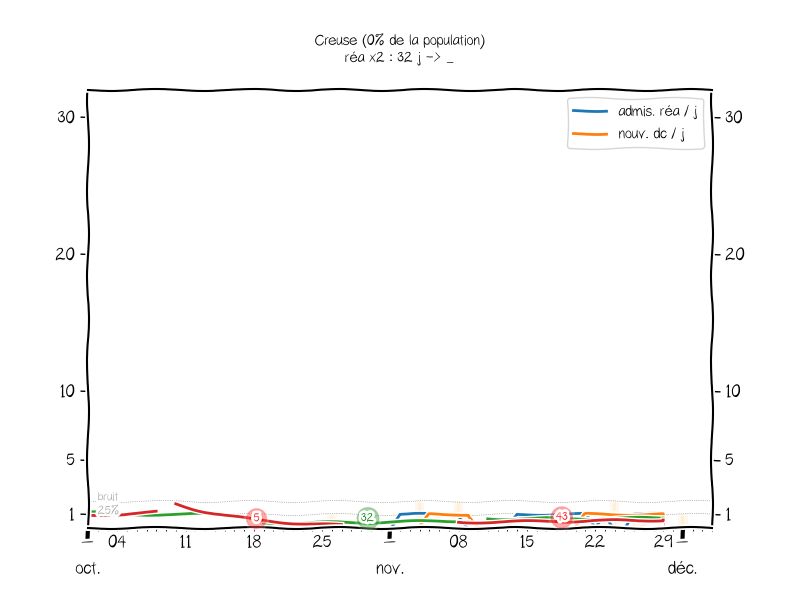 Creuse (0% de la population)
réa x2 : 32 j -> _
admis. réa / j
nouv. dc / j
30
30
20
20
10
10
5
5
bruit
25%
1
1
5
32
43
04
11
18
25
08
15
22
29
oct.
nov.
déc.